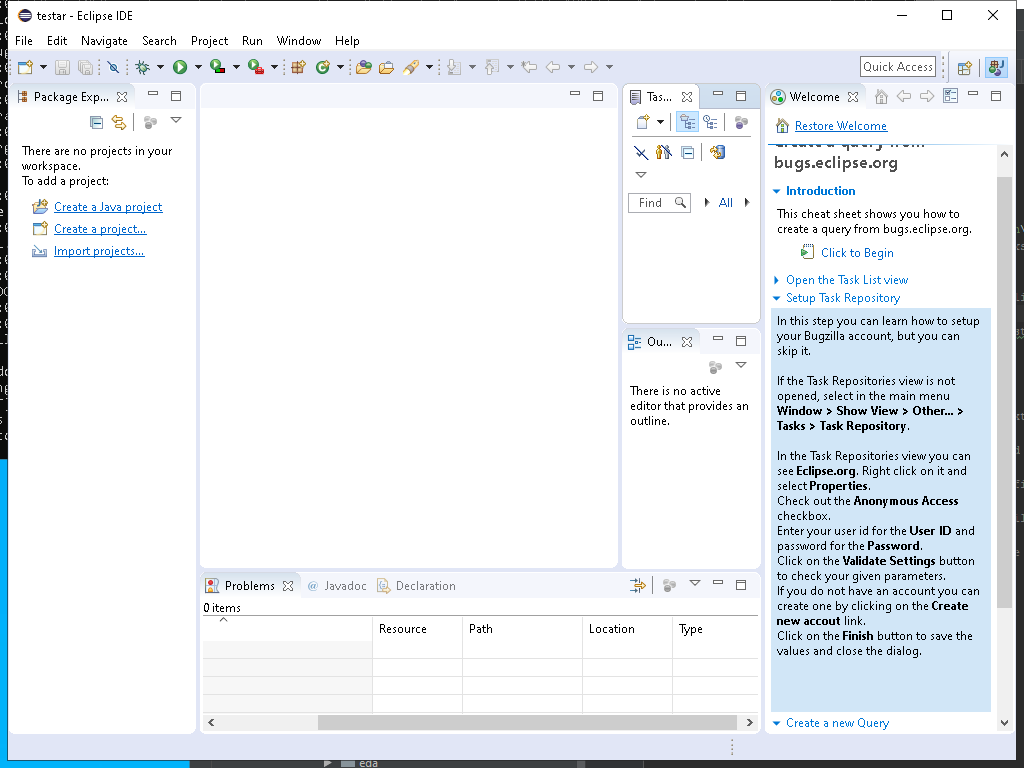 testar - Eclipse IDE
File Edit Navigate Search Project Run Window Help
Quick Access
Package Exp...
There are no projects in your
workspace.
To add a project:
Create a Java project
Create a project...
Import projects...
Tas...
Find
All
Ou...
There is no active
editor that provides an
outline.
Problems
@ Javadoc
Declaration
0 items
Resource Path Location Type
Welcome
Restore Welcome
bugs.eclipse.org
Introduction
This cheat sheet shows you how to
create a query from bugs.eclipse.org.
Click to Begin
Open the Task List view
Setup Task Repository
In this step you can learn how to setup
your Bugzilla account, but you can
skip it.
If the Task Repositories view is not
opened, select in the main menu
Window > Show View > Other... >
Tasks > Task Repository.
In the Task Repositories view you can
see Eclipse.org. Right click on it and
select Properties.
Check out the Anonymous Access
checkbox.
Enter your user id for the User ID and
password for the Password.
Click on the Validate Settings button
to check your given parameters.
If you do not have an account you can
create one by clicking on the Create
new accout link.
Click on the Finish button to save the
values and close the dialog.
Create a new Query
eda